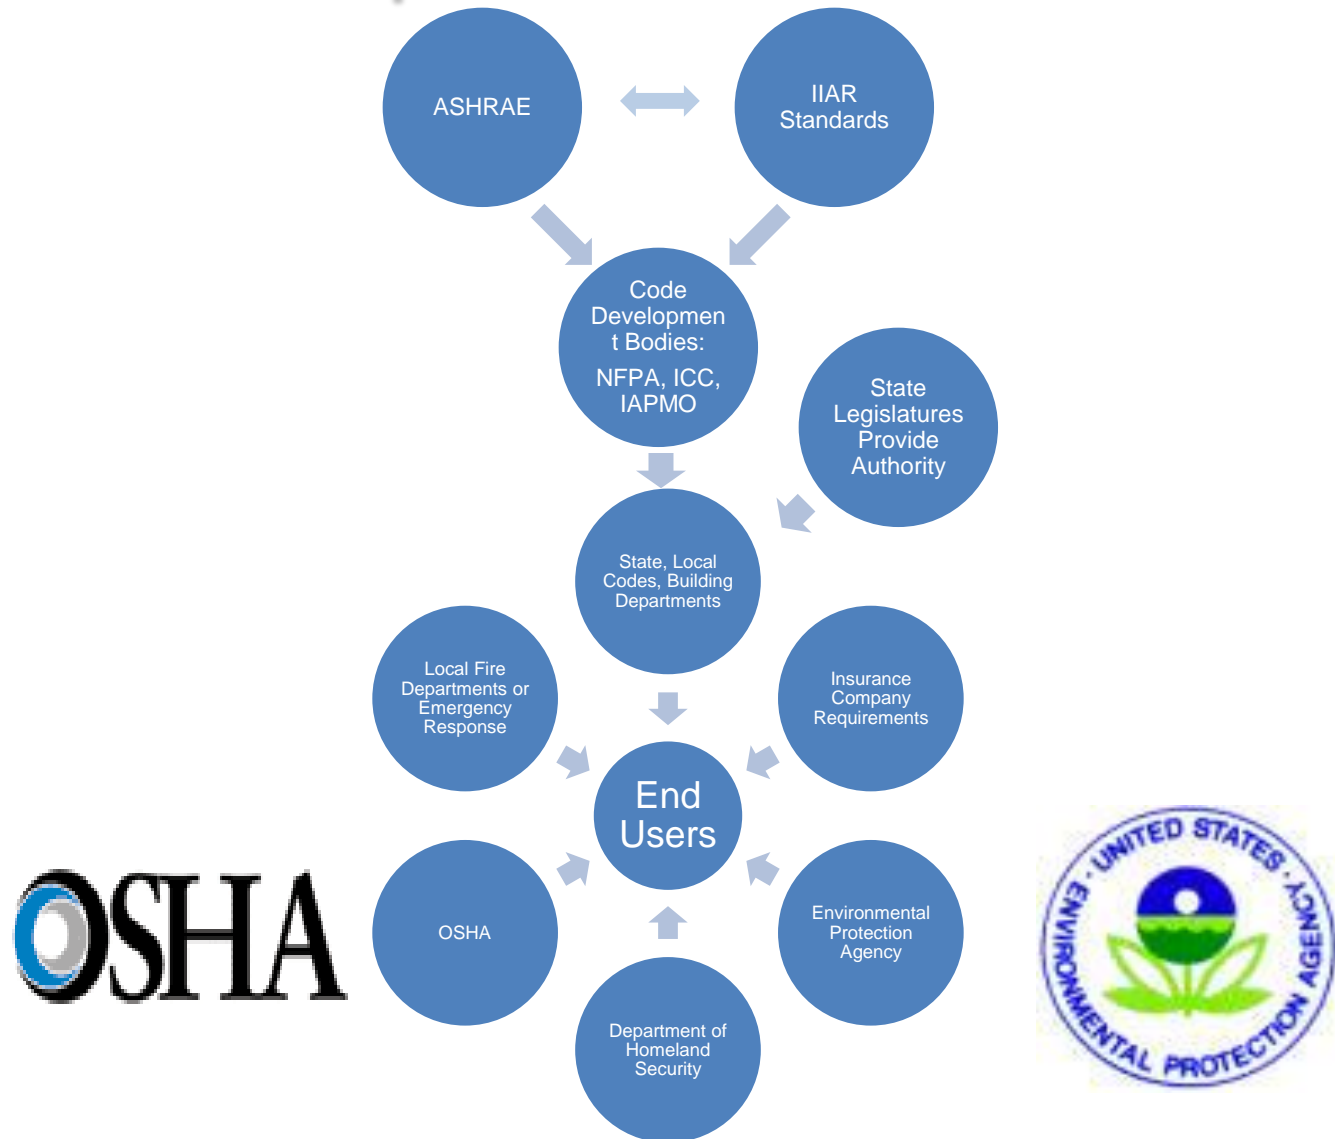 ASHRAE
IIAR
Standards
Code
Developmen
t Bodies:
NFPA, ICC,
IAPMO
State
Legislatures
Provide
Authority
State, Local
Codes, Building
Departments
Local Fire
Departments or
Emergency
Response
Insurance
Company
Requirements
End
Users
OSHA
OSHA
Environmental
Protection
Agency
Department of
Homeland
Security
UNITED STATES · ENVIRONMENTAL PROTECTION AGENCY ·